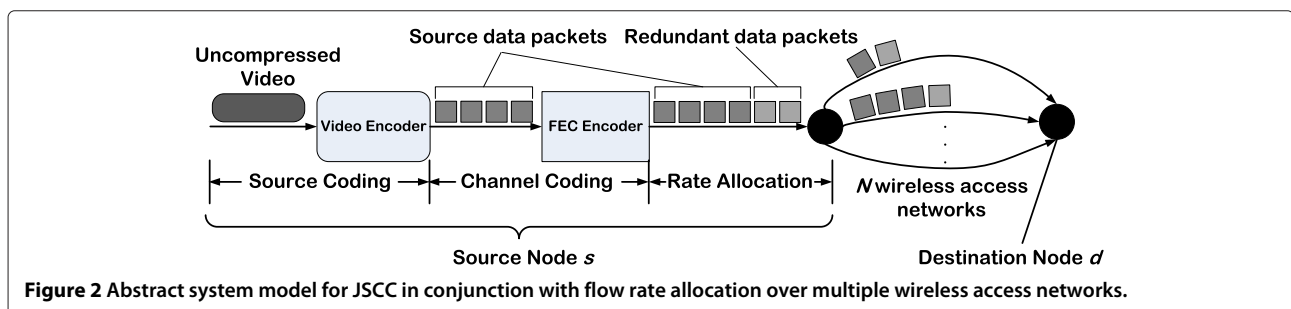 Source data packets
Redundant data packets
Uncompressed
Video
Video Encoder
FEC Encoder
Source Coding
Channel Coding
Rate Allocation
N wireless access
networks
Source Node s
Destination Node d
Figure 2 Abstract system model for JSCC in conjunction with flow rate allocation over multiple wireless access networks.